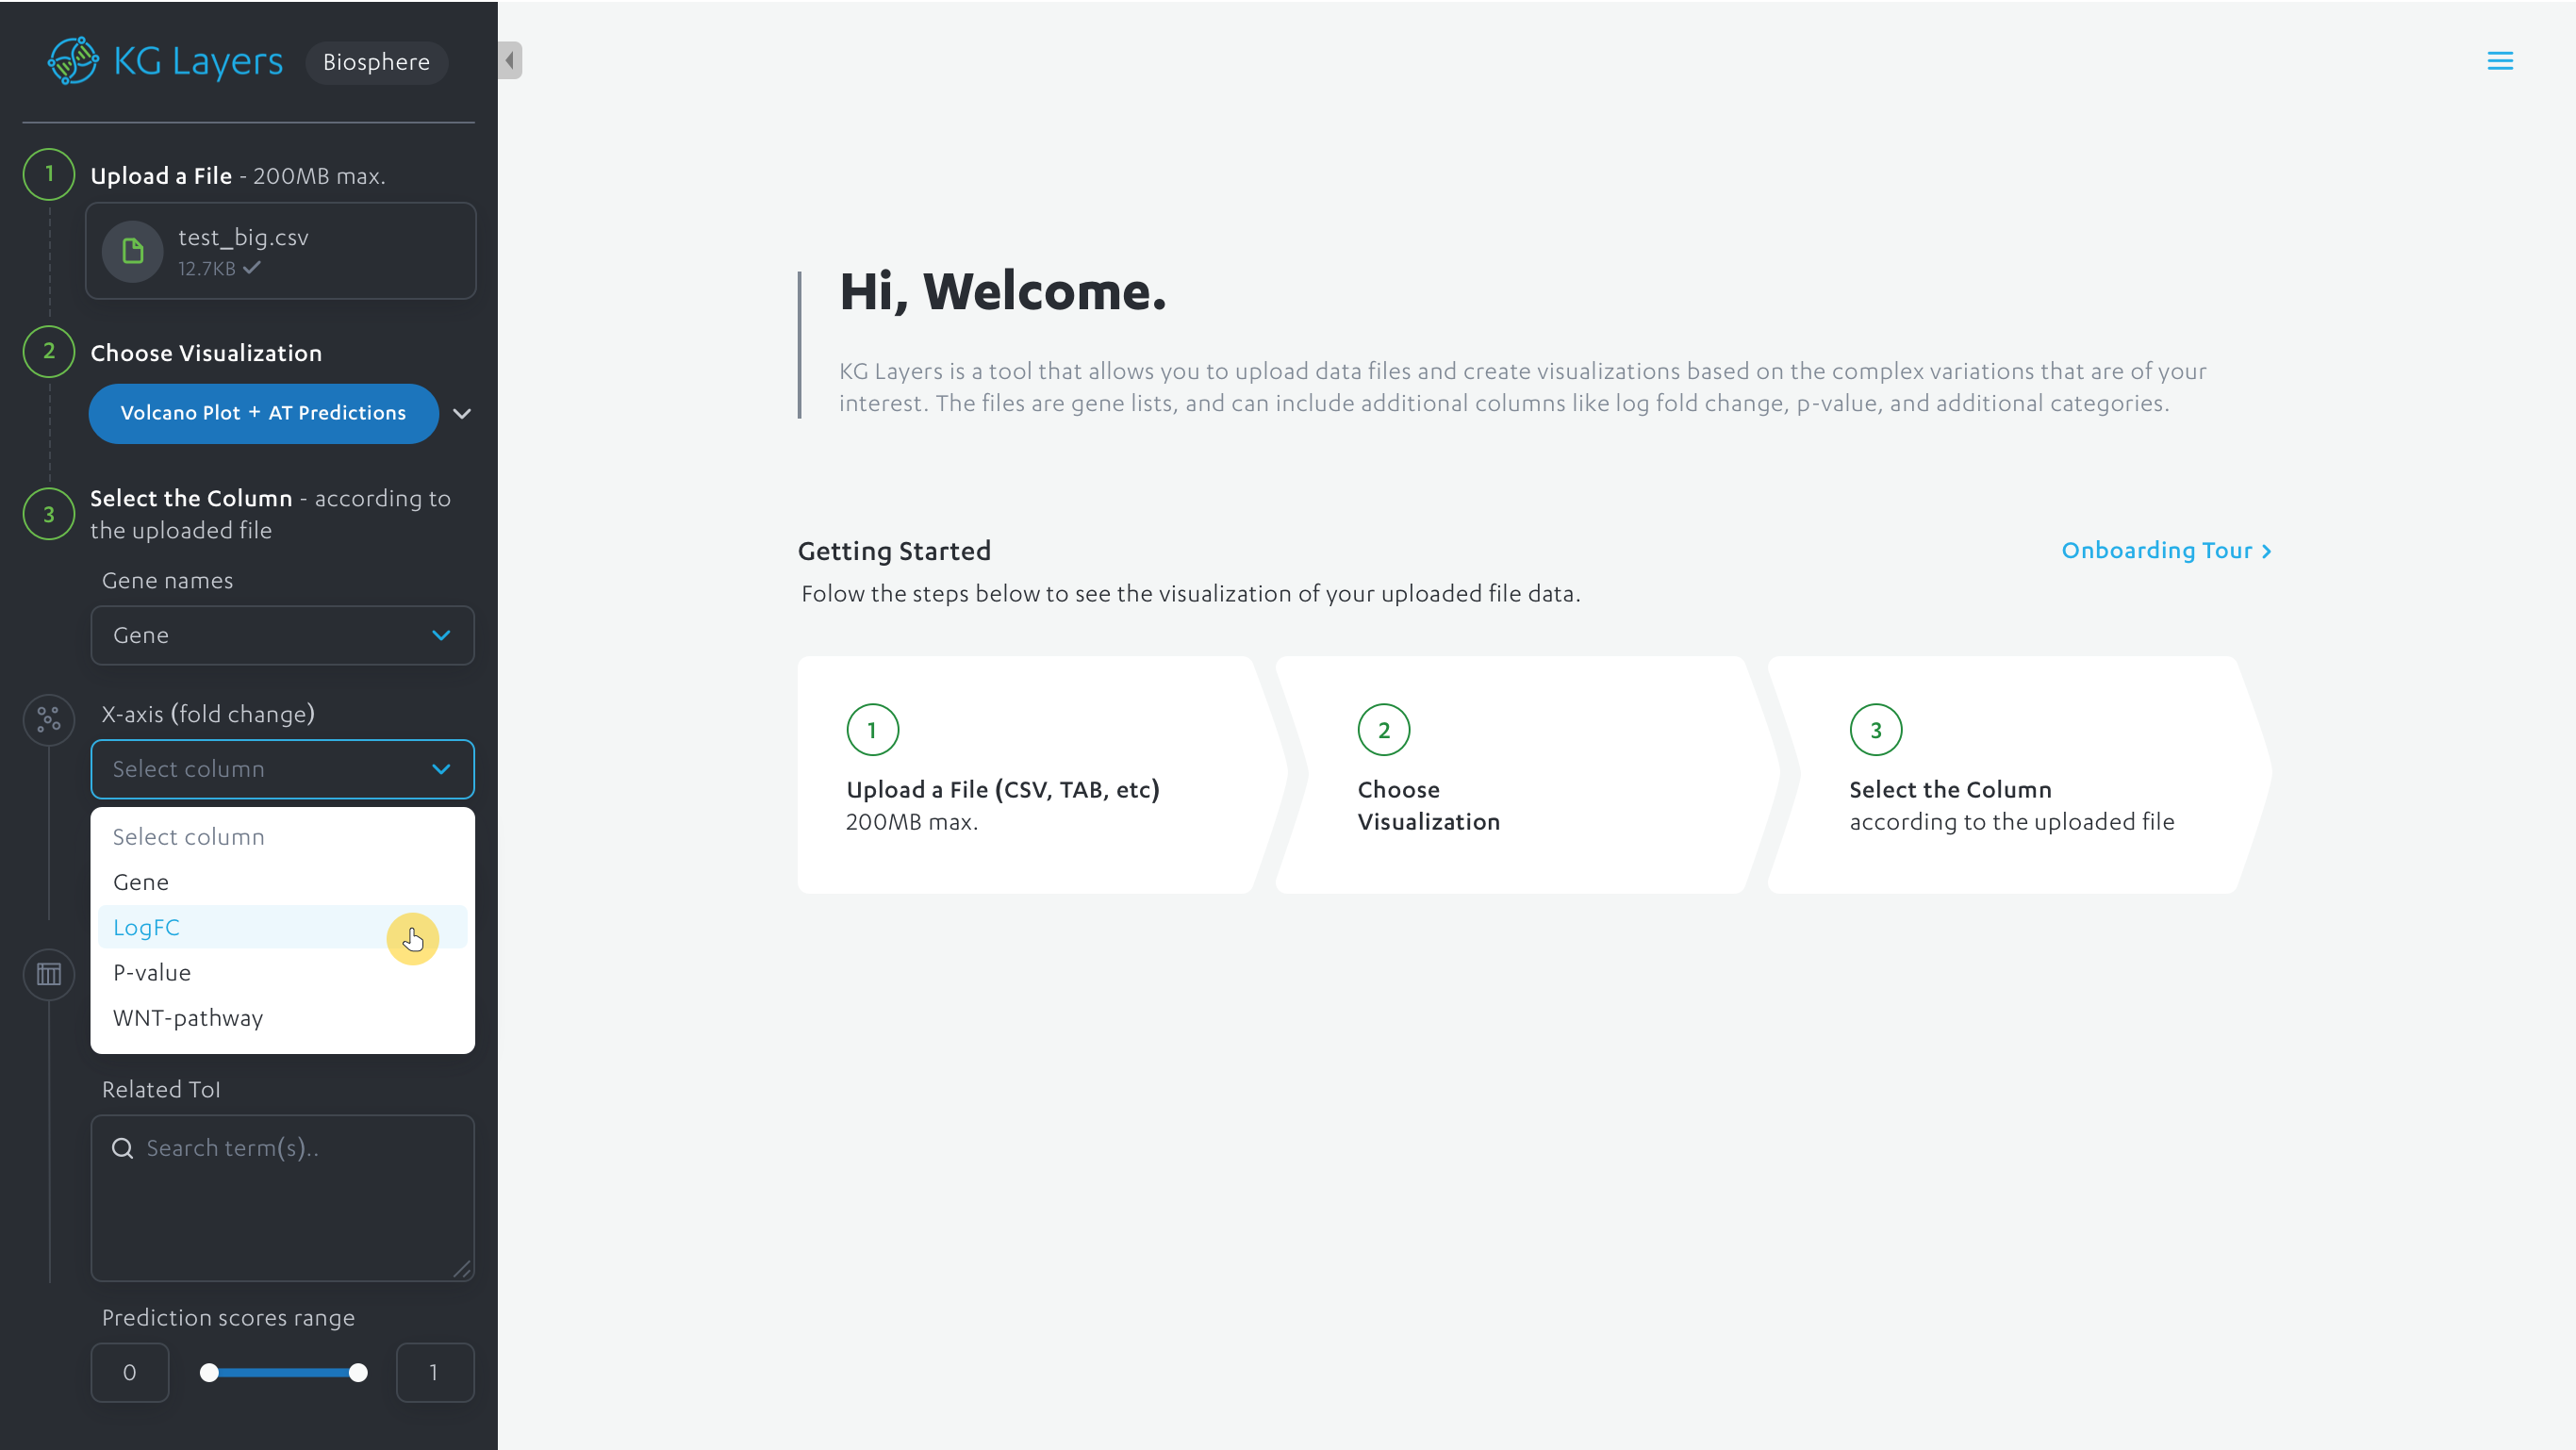 KG Layers
Biosphere
1
Upload a File - 200MB max.
test_big.csv
12.7KB
2
Choose Visualization
Volcano Plot + AT Predictions
3
Select the Column - according to
the uploaded file
Gene names
Gene
X-axis (fold change)
Select column
Select column
Gene
LogFC
P-value
WNT-pathway
Related ToI
Search term(s)..
Prediction scores range
0
1
Hi, Welcome.
KG Layers is a tool that allows you to upload data files and create visualizations based on the complex variations that are of your
interest. The files are gene lists, and can include additional columns like log fold change, p-value, and additional categories.
Getting Started
Onboarding Tour
Folow the steps below to see the visualization of your uploaded file data.
1
Upload a File (CSV, TAB, etc)
200MB max.
2
Choose
Visualization
3
Select the Column
according to the uploaded file